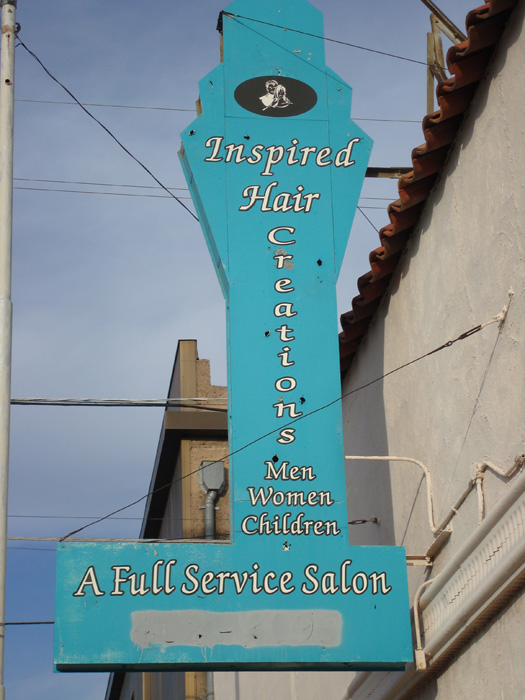 Inspired
Hair
Creations
Men
Women
Children
A Full Service Salon